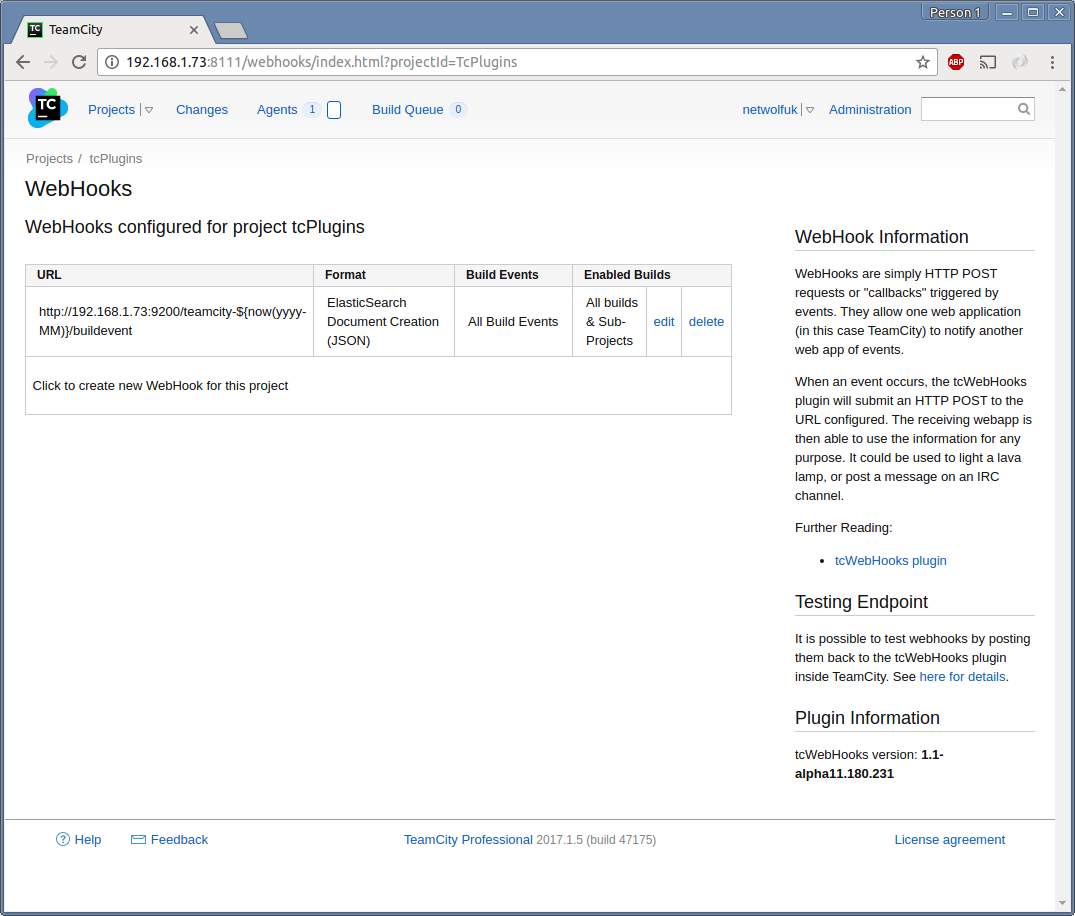 Person 1
TC TeamCity
192.168.1.73:8111/webhooks/index.html?projectId=TcPlugins
ABP
TC Projects Changes Agents 1 Build Queue 0 netwolfuk Administration
Projects / tcPlugins
WebHooks
WebHooks configured for project tcPlugins
URL Format Build Events Enabled Builds
http://192.168.1.73:9200/teamcity-${now(yyyy-
MM)}/buildevent
ElasticSearch
Document Creation
(JSON)
All Build Events
All builds
& Sub-
Projects
edit delete
Click to create new WebHook for this project
WebHook Information
WebHooks are simply HTTP POST
requests or "callbacks" triggered by
events. They allow one web application
(in this case TeamCity) to notify another
web app of events.
When an event occurs, the tcWebHooks
plugin will submit an HTTP POST to the
URL configured. The receiving webapp is
then able to use the information for any
purpose. It could be used to light a lava
lamp, or post a message on an IRC
channel.
Further Reading:
• tcWebHooks plugin
Testing Endpoint
It is possible to test webhooks by posting
them back to the tcWebHooks plugin
inside TeamCity. See here for details.
Plugin Information
tcWebHooks version: 1.1-
alpha11.180.231
? Help Feedback TeamCity Professional 2017.1.5 (build 47175) License agreement